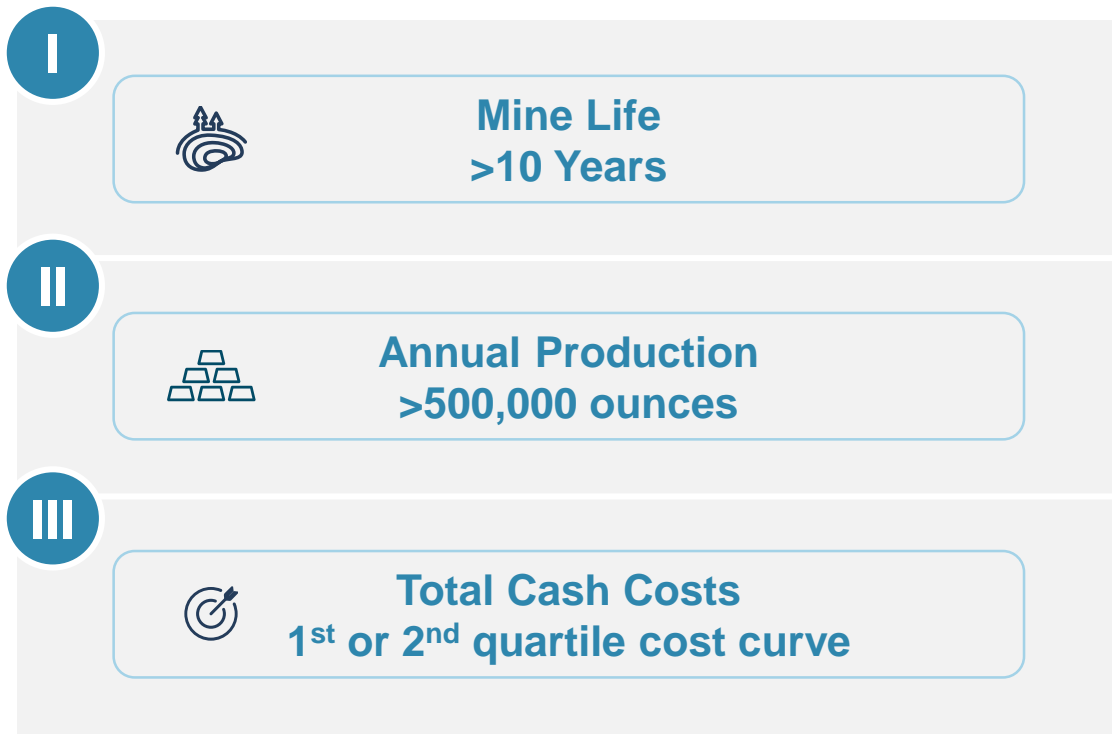 I
Mine Life
>10 Years
II
Annual Production
>500,000 ounces
III
Total Cash Costs
1st or 2nd quartile cost curve